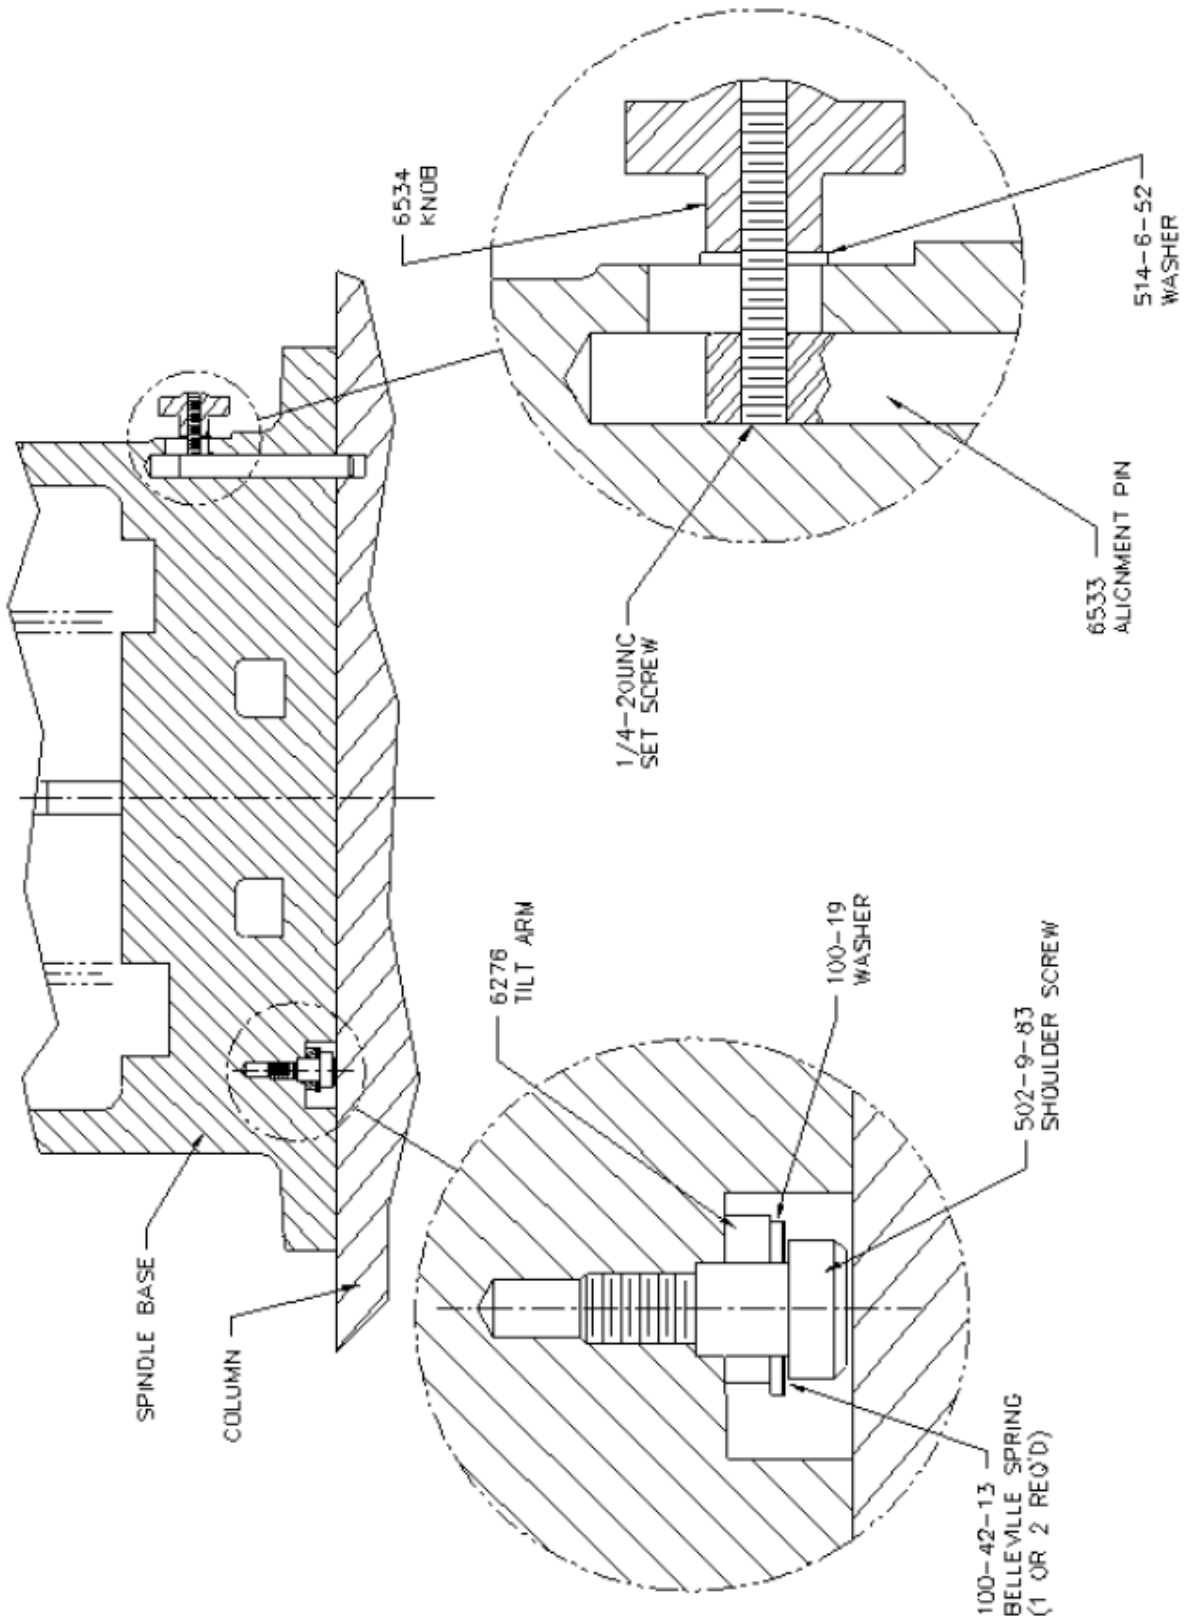 SPINDLE BASE
COLUMN
100-42-13
BELLEVILLE SPRING
(1 OR 2 REQ'D)
6276
TILT ARM
100-19
WASHER
502-9-83
SHOULDER SCREW
1/4-20UNC
SET SCREW
6534
KNOB
6533
ALIGNMENT PIN
514-6-52
WASHER